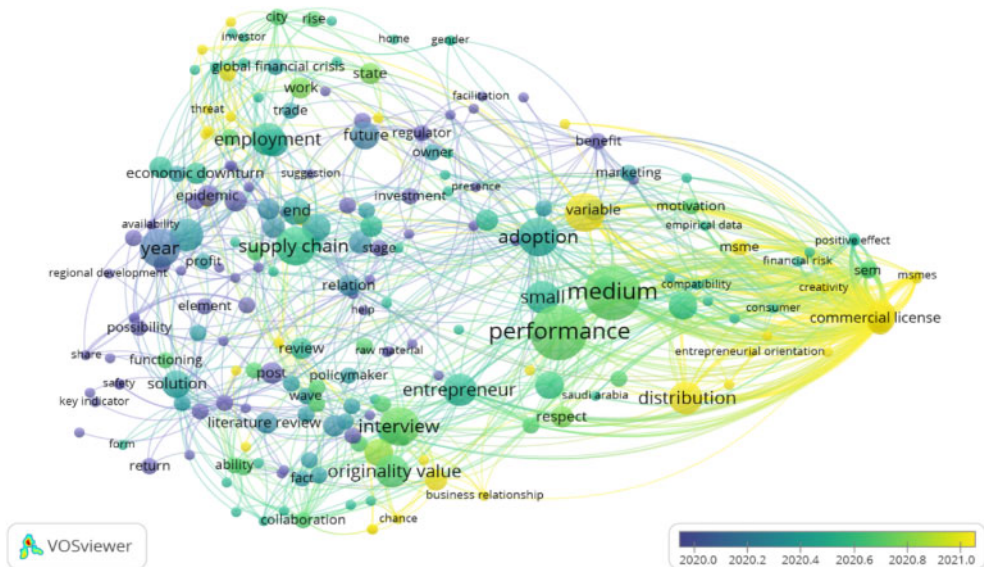 city
rise
investor
home
gender
global financial crisis
state
work
facilitation
threat
trade
employment
future
regulator
benefit
owner
economic downturn
suggestion
marketing
epidemic
investment
presence
availability
end
variable
motivation
year
supply chain
stage
adoption
empirical data
profit
msme
positive effect
financial risk
regional development
relation
small
medium
compatibility
sem
msmes
creativity
element
help
consumer
commercial license
possibility
performance
share
functioning
review
raw material
entrepreneurial orientation
safety
solution
post
policymaker
entrepreneur
saudi arabia
distribution
key indicator
wave
literature review
interview
respect
form
return
ability
fact
originality value
business relationship
collaboration
chance
VOSviewer
2020.0 2020.2 2020.4 2020.6 2020.8 2021.0